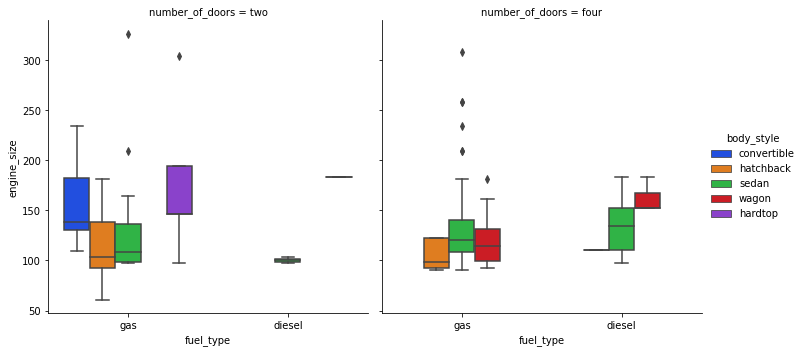 number_of_doors = two
number_of_doors = four
engine_size
300
250
200
150
100
50
gas
diesel
fuel_type
gas
diesel
fuel_type
body_style
convertible
hatchback
sedan
wagon
hardtop